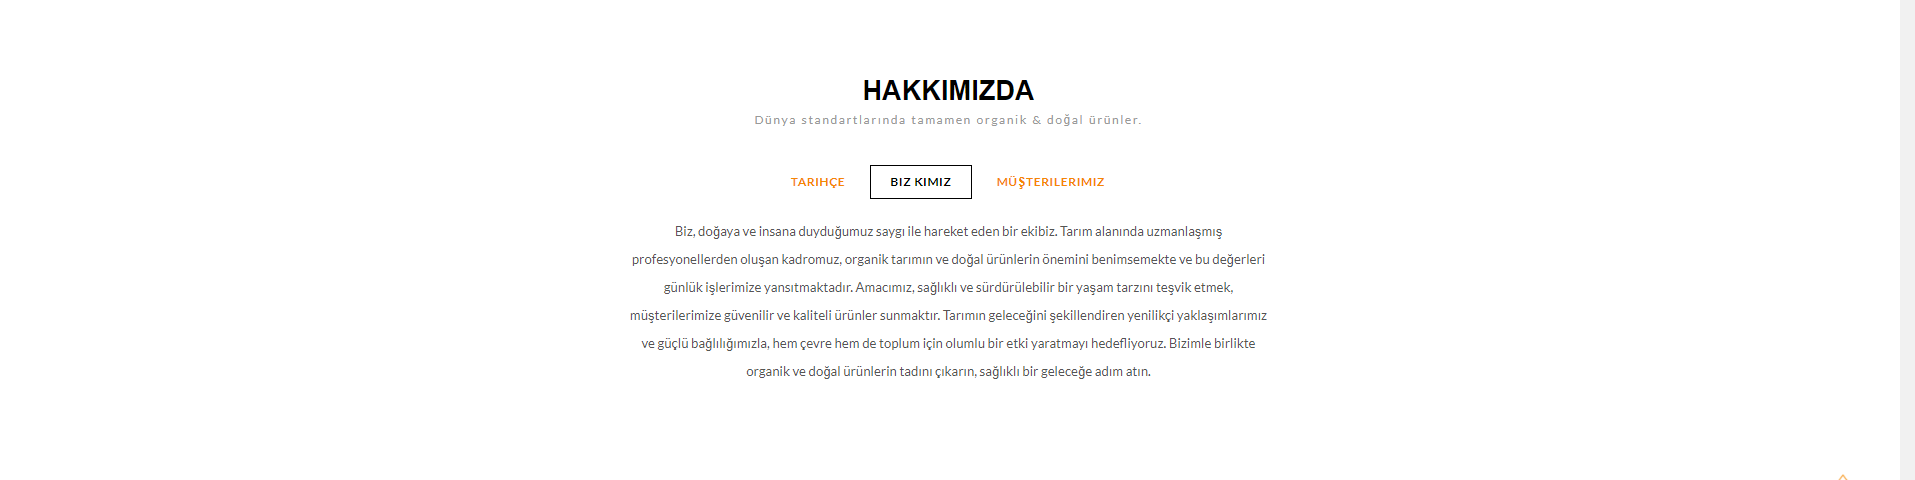 HAKKIMIZDA
Dünya standartlarında tamamen organik & doğal ürünler.
TARIHÇE
BIZ KIMIZ
MÜŞTERILERIMIZ
Biz, doğaya ve insana duyduğumuz saygı ile hareket eden bir ekibiz. Tarım alanında uzmanlaşmış
profesyonellerden oluşan kadromuz, organik tarımın ve doğal ürünlerin önemini benimsemekte ve bu değerleri
günlük işlerimize yansıtmaktadır. Amacımız, sağlıklı ve sürdürülebilir bir yaşam tarzını teşvik etmek,
müşterilerimize güvenilir ve kaliteli ürünler sunmaktır. Tarımın geleceğini şekillendiren yenilikçi yaklaşımlarımız
ve güçlü bağlılığımızla, hem çevre hem de toplum için olumlu bir etki yaratmayı hedefliyoruz. Bizimle birlikte
organik ve doğal ürünlerin tadını çıkarın, sağlıklı bir geleceğe adım atın.